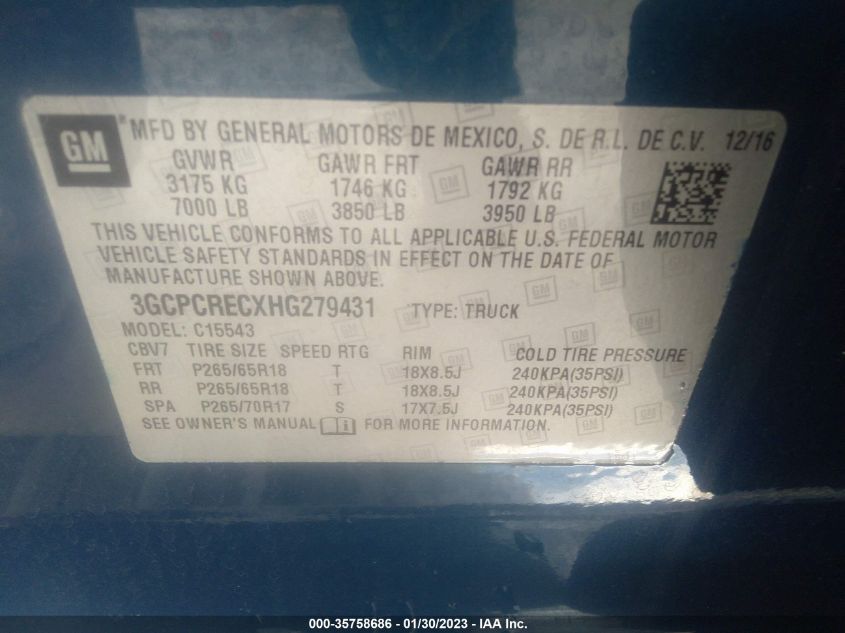 GM MFD BY GENERAL MOTORS DE MEXICO, S. DE R.L. DE C.V. 12/16
GVWR GAWR FRT GAWR RR
3175 KG 1746 KG 1792 KG
7000 LB 3850 LB 3950 LB
THIS VEHICLE CONFORMS TO ALL APPLICABLE U.S. FEDERAL MOTOR
VEHICLE SAFETY STANDARDS IN EFFECT ON THE DATE OF
MANUFACTURE SHOWN ABOVE.
3GCPCRECXHG279431 TYPE: TRUCK
MODEL: C15543
CBV7 TIRE SIZE SPEED RTG RIM COLD TIRE PRESSURE
FRT P265/65R18 T 18X8.5J 240KPA(35PSI)
RR P265/65R18 T 18X8.5J 240KPA(35PSI)
SPA P265/70R17 S 17X7.5J 240KPA(35PSI)
SEE OWNER'S MANUAL FOR MORE INFORMATION.
000-35758686 - 01/30/2023 - IAA Inc.